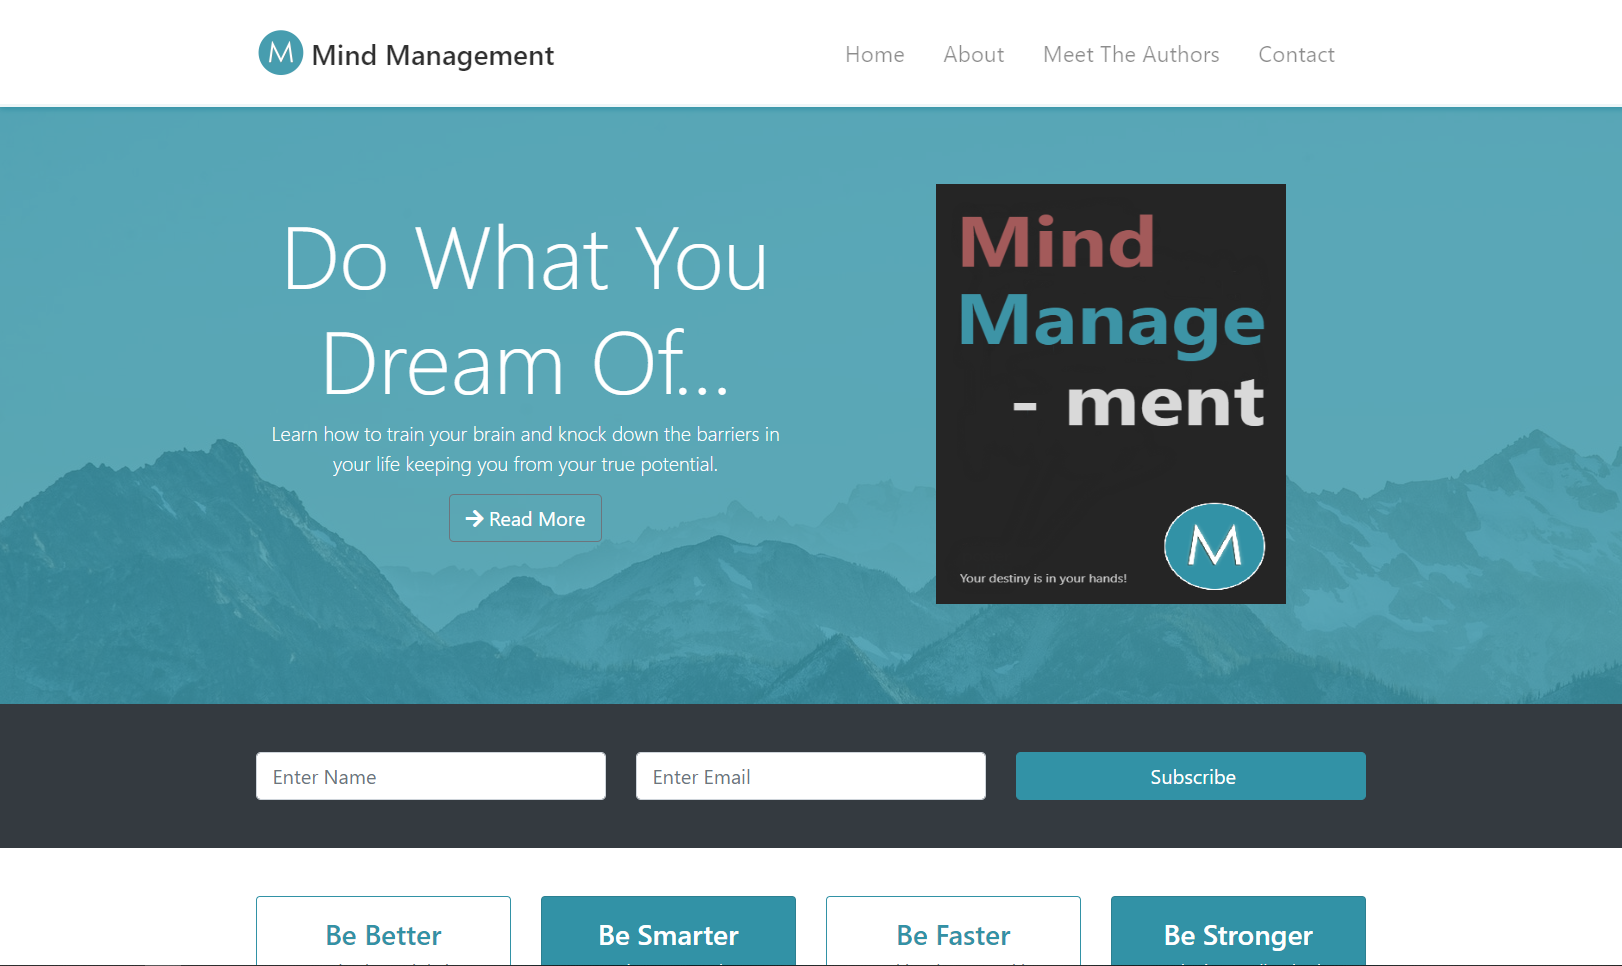 M Mind Management
Home About Meet The Authors Contact
Do What You
Dream Of...
Learn how to train your brain and knock down the barriers in
your life keeping you from your true potential.
Read More
Mind
Manage
- ment
M
Your destiny is in your hands!
Enter Name
Enter Email
Subscribe
Be Better
Be Smarter
Be Faster
Be Stronger